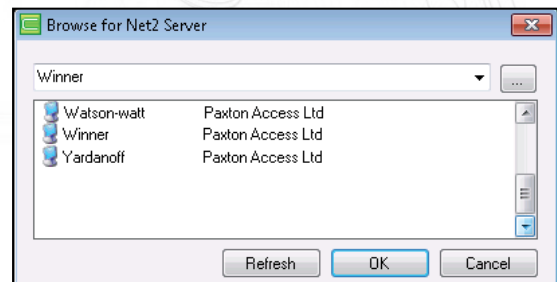 Browse for Net2 Server
Winner
...
Watson-watt Paxton Access Ltd
Winner Paxton Access Ltd
Yardanoff Paxton Access Ltd
Refresh OK Cancel